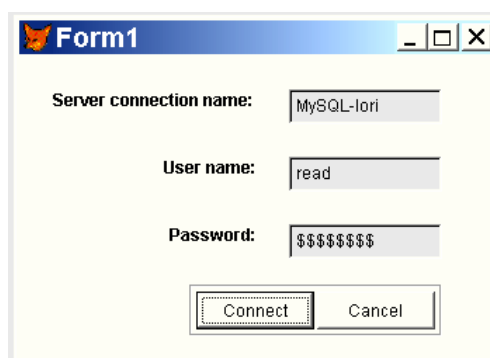 Form1
Server connection name: MySQL-lori
User name: read
Password: $$$$$$$$
Connect Cancel